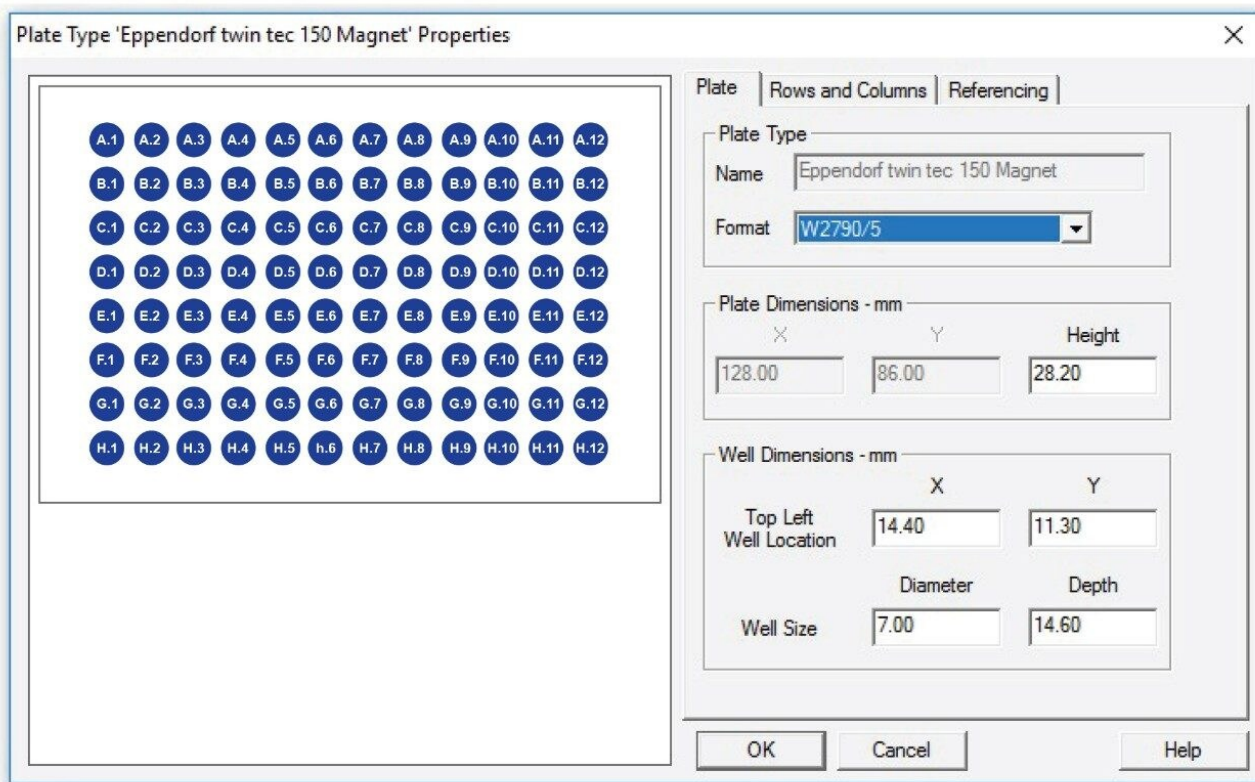 Plate Type 'Eppendorf twin tec 150 Magnet' Properties
A.1 A.2 A.3 A.4 A.5 A.6 A.7 A.8 A.9 A.10 A.11 A.12
B.1 B.2 B.3 B.4 B.5 B.6 B.7 B.8 B.9 B.10 B.11 B.12
C.1 C.2 C.3 C.4 C.5 C.6 C.7 C.8 C.9 C.10 C.11 C.12
D.1 D.2 D.3 D.4 D.5 D.6 D.7 D.8 D.9 D.10 D.11 D.12
E.1 E.2 E.3 E.4 E.5 E.6 E.7 E.8 E.9 E.10 E.11 E.12
F.1 F.2 F.3 F.4 F.5 F.6 F.7 F.8 F.9 F.10 F.11 F.12
G.1 G.2 G.3 G.4 G.5 G.6 G.7 G.8 G.9 G.10 G.11 G.12
H.1 H.2 H.3 H.4 H.5 h.6 H.7 H.8 H.9 H.10 H.11 H.12
Plate Rows and Columns Referencing
Plate Type
Name Eppendorf twin tec 150 Magnet
Format W2790/5
Plate Dimensions - mm
X Y Height
128.00 86.00 28.20
Well Dimensions - mm
X Y
Top Left
Well Location
14.40 11.30
Diameter Depth
Well Size 7.00 14.60
OK Cancel Help